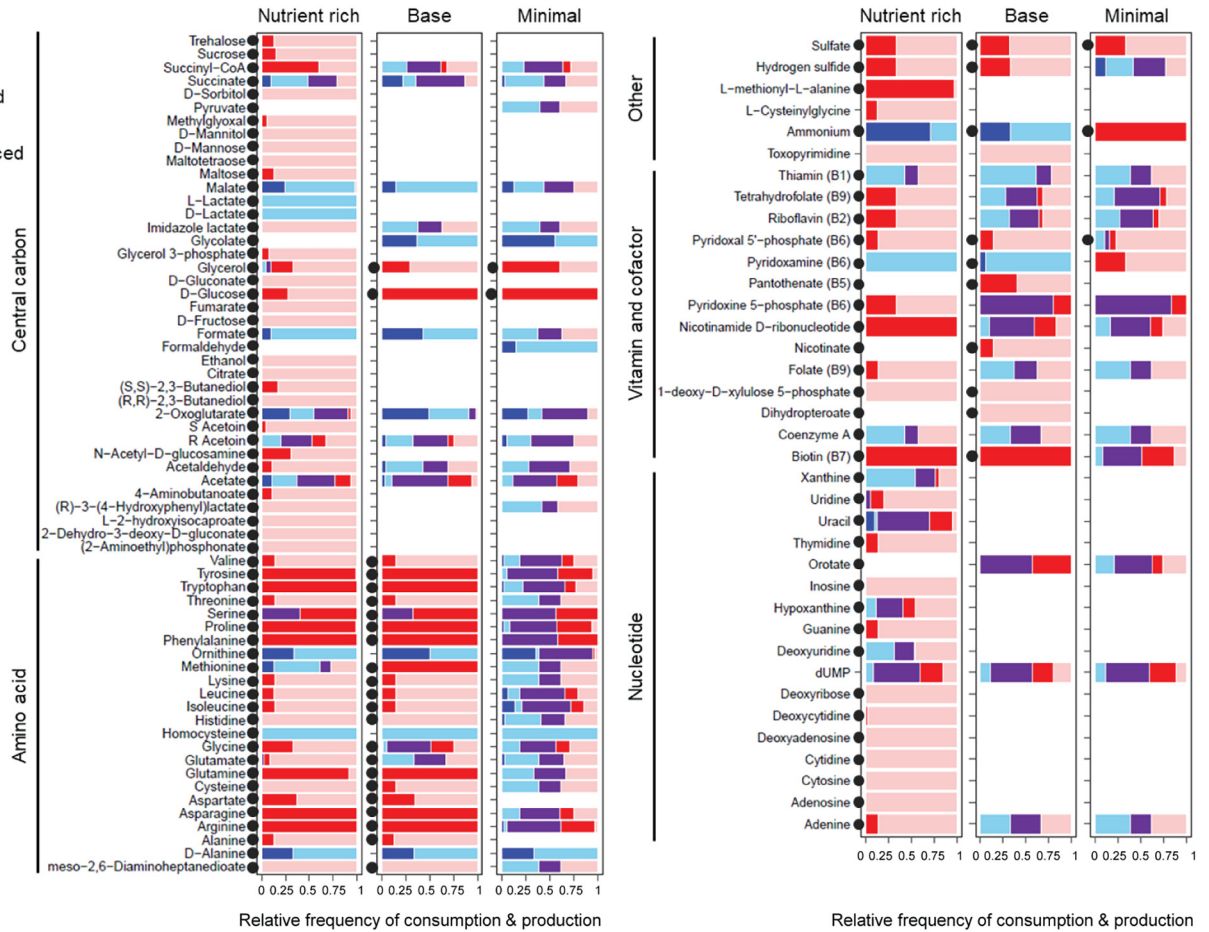 Nutrient rich Base Minimal
d
ced
Central carbon
Trehalose
Sucrose
Succinyl-CoA
Succinate
D-Sorbitol
Pyruvate
Methylglyoxal
D-Mannitol
D-Mannose
Maltotetraose
Maltose
Malate
L-Lactate
D-Lactate
Imidazole lactate
Glycolate
Glycerol 3-phosphate
Glycerol
D-Gluconate
D-Glucose
Fumarate
D-Fructose
Formate
Formaldehyde
Ethanol
Citrate
(S,S)-2,3-Butanediol
(R,R)-2,3-Butanediol
2-Oxoglutarate
S Acetoin
R Acetoin
N-Acetyl-D-glucosamine
Acetaldehyde
Acetate
4-Aminobutanoate
(R)-3-(4-Hydroxyphenyl)lactate
L-2-hydroxyisocaproate
2-Dehydro-3-deoxy-D-gluconate
(2-Aminoethyl)phosphonate
Amino acid
Valine
Tyrosine
Tryptophan
Threonine
Serine
Proline
Phenylalanine
Ornithine
Methionine
Lysine
Leucine
Isoleucine
Histidine
Homocysteine
Glycine
Glutamate
Glutamine
Cysteine
Aspartate
Asparagine
Arginine
Alanine
D-Alanine
meso-2,6-Diaminoheptanedioate
0 0.25 0.5 0.75 1 0 0.25 0.5 0.75 1 0 0.25 0.5 0.75 1
Relative frequency of consumption & production
Nutrient rich Base Minimal
Other
Sulfate
Hydrogen sulfide
L-methionyl-L-alanine
L-Cysteinylglycine
Ammonium
Toxopyrimidine
Vitamin and cofactor
Thiamin (B1)
Tetrahydrofolate (B9)
Riboflavin (B2)
Pyridoxal 5'-phosphate (B6)
Pyridoxamine (B6)
Pantothenate (B5)
Pyridoxine 5-phosphate (B6)
Nicotinamide D-ribonucleotide
Nicotinate
Folate (B9)
1-deoxy-D-xylulose 5-phosphate
Dihydropteroate
Coenzyme A
Biotin (B7)
Nucleotide
Xanthine
Uridine
Uracil
Thymidine
Orotate
Inosine
Hypoxanthine
Guanine
Deoxyuridine
dUMP
Deoxyribose
Deoxycytidine
Deoxyadenosine
Cytidine
Cytosine
Adenosine
Adenine
0 0.25 0.5 0.75 1 0 0.25 0.5 0.75 1 0 0.25 0.5 0.75 1
Relative frequency of consumption & production